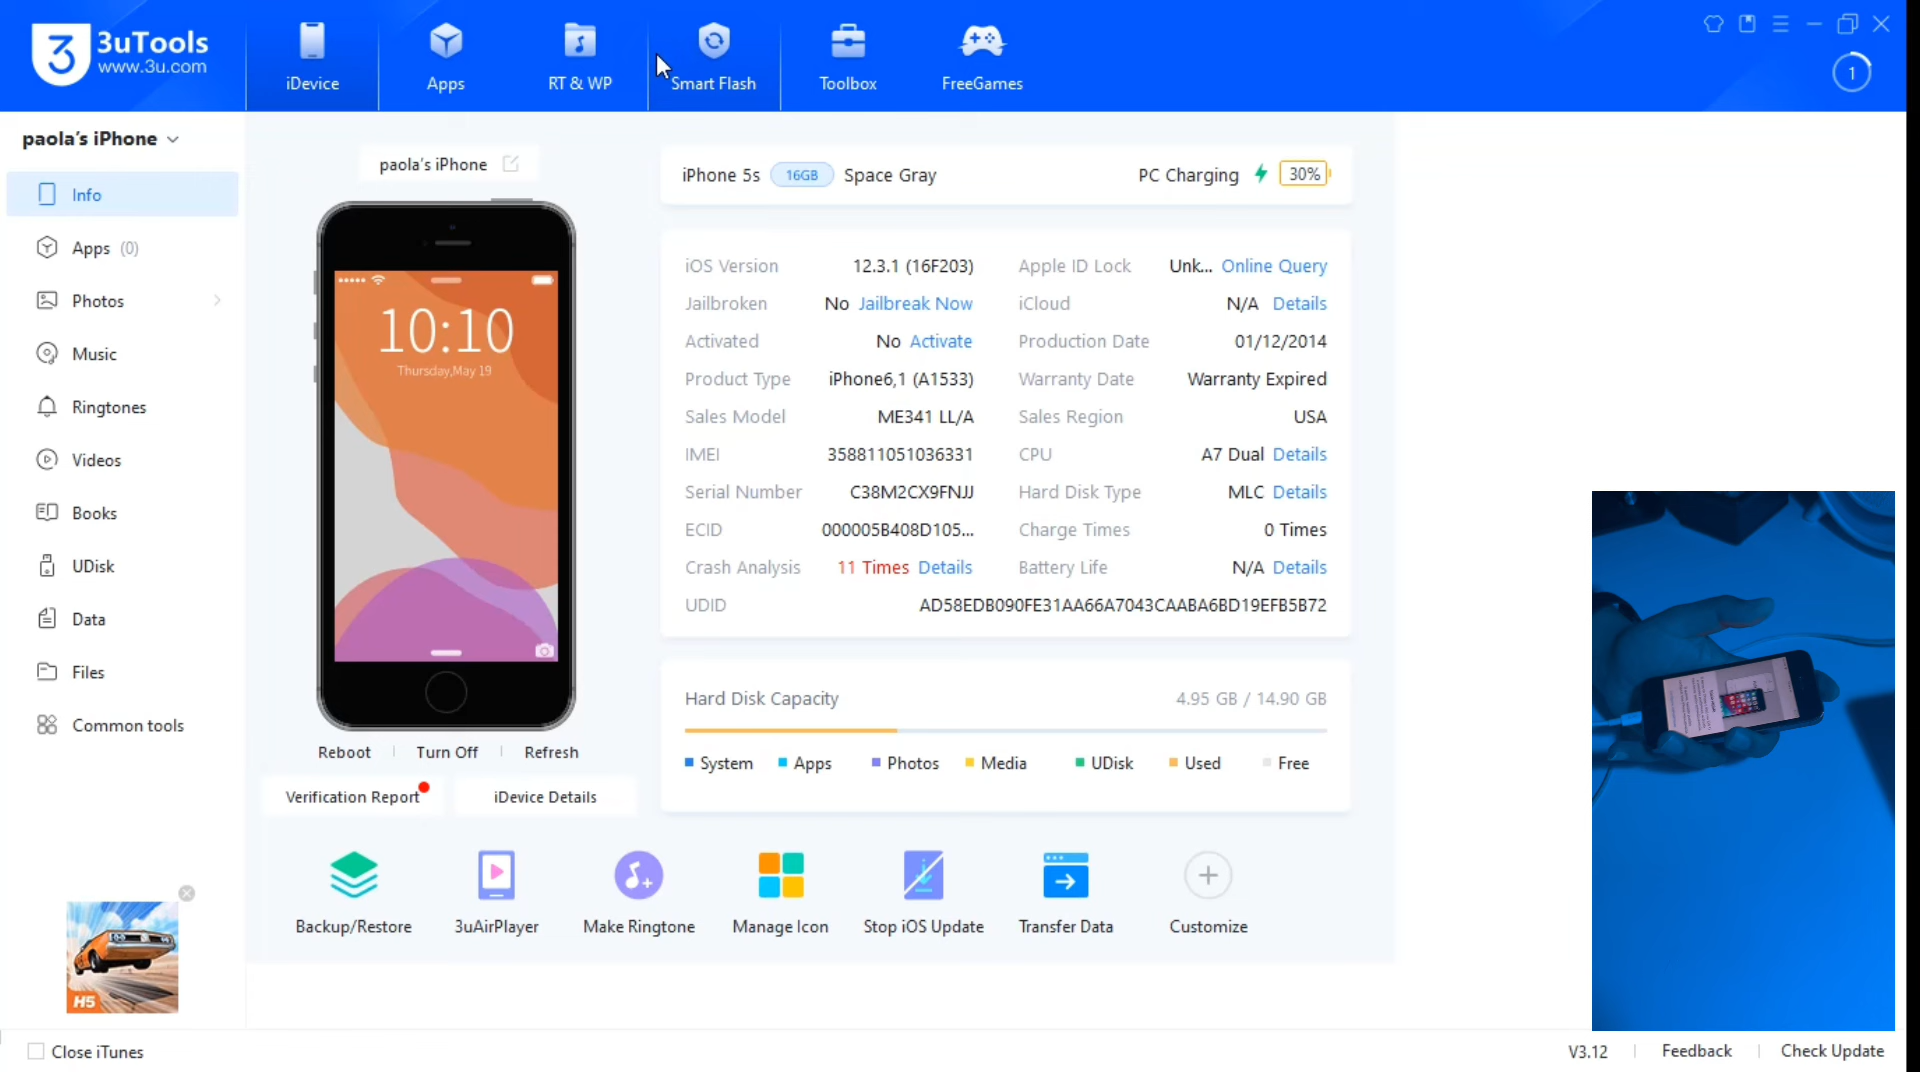 3uTools
www.3u.com
iDevice
Apps
RT & WP
Smart Flash
Toolbox
FreeGames
1
paola's iPhone
Info
Apps (0)
Photos
Music
Ringtones
Videos
Books
UDisk
Data
Files
Common tools
H5
Close iTunes
paola's iPhone
10:10
Thursday,May 19
Reboot
Turn Off
Refresh
Verification Report
iDevice Details
iPhone 5s 16GB Space Gray PC Charging 30%
iOS Version 12.3.1 (16F203) Apple ID Lock Unk... Online Query
Jailbroken No Jailbreak Now iCloud N/A Details
Activated No Activate Production Date 01/12/2014
Product Type iPhone6,1 (A1533) Warranty Date Warranty Expired
Sales Model ME341 LL/A Sales Region USA
IMEI 358811051036331 CPU A7 Dual Details
Serial Number C38M2CX9FNJJ Hard Disk Type MLC Details
ECID 000005B408D105... Charge Times 0 Times
Crash Analysis 11 Times Details Battery Life N/A Details
UDID AD58EDB090FE31AA66A7043CAABA6BD19EFB5B72
Hard Disk Capacity 4.95 GB / 14.90 GB
System Apps Photos Media UDisk Used Free
Backup/Restore
3uAirPlayer
Make Ringtone
Manage Icon
Stop iOS Update
Transfer Data
Customize
V3.12
Feedback
Check Update